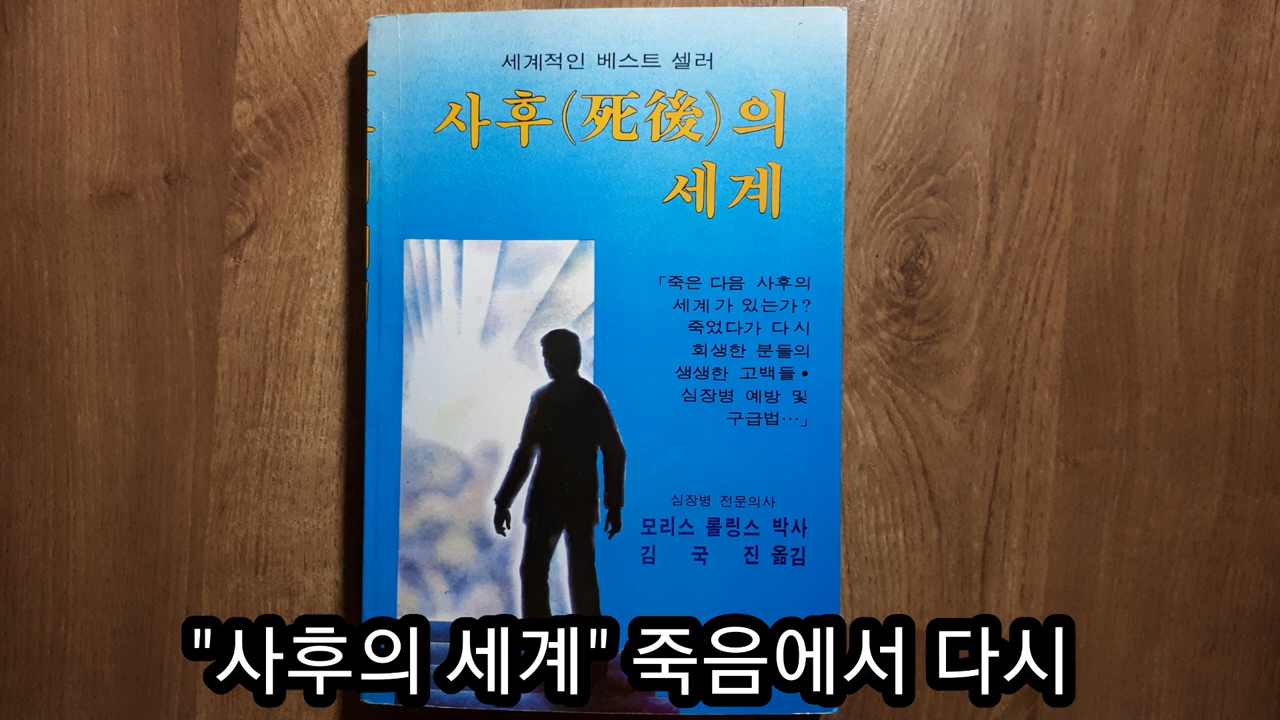 세계적인 베스트 셀러
사후(死後)의
세계
「죽은 다음 사후의
세계가 있는가?
죽었다가 다시
회생한 분들의
생생한 고백들•
심장병 예방 및
구급법…」
심장병 전문의사
모리스 롤링스 박사
김 국 진 옮김
"사후의 세계" 죽음에서 다시